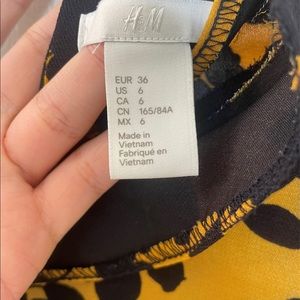 H&M
EUR 36
US 6
CA 6
CN 165/84A
MX 6
Made in
Vietnam
Fabriqué en
Vietnam